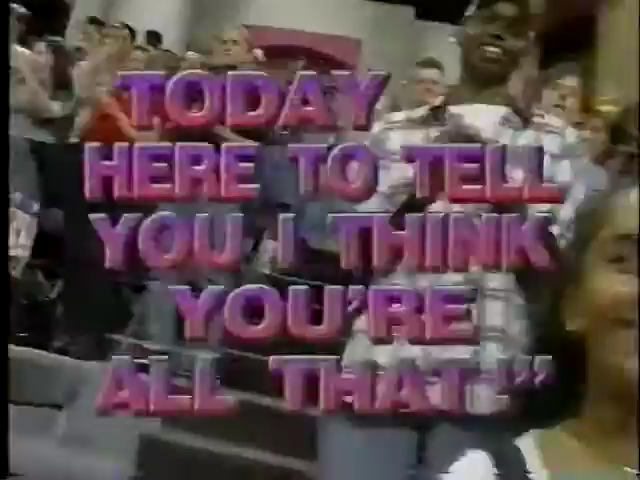 TODAY
HERE TO TELL
YOU I THINK
YOU'RE
ALL THAT!"